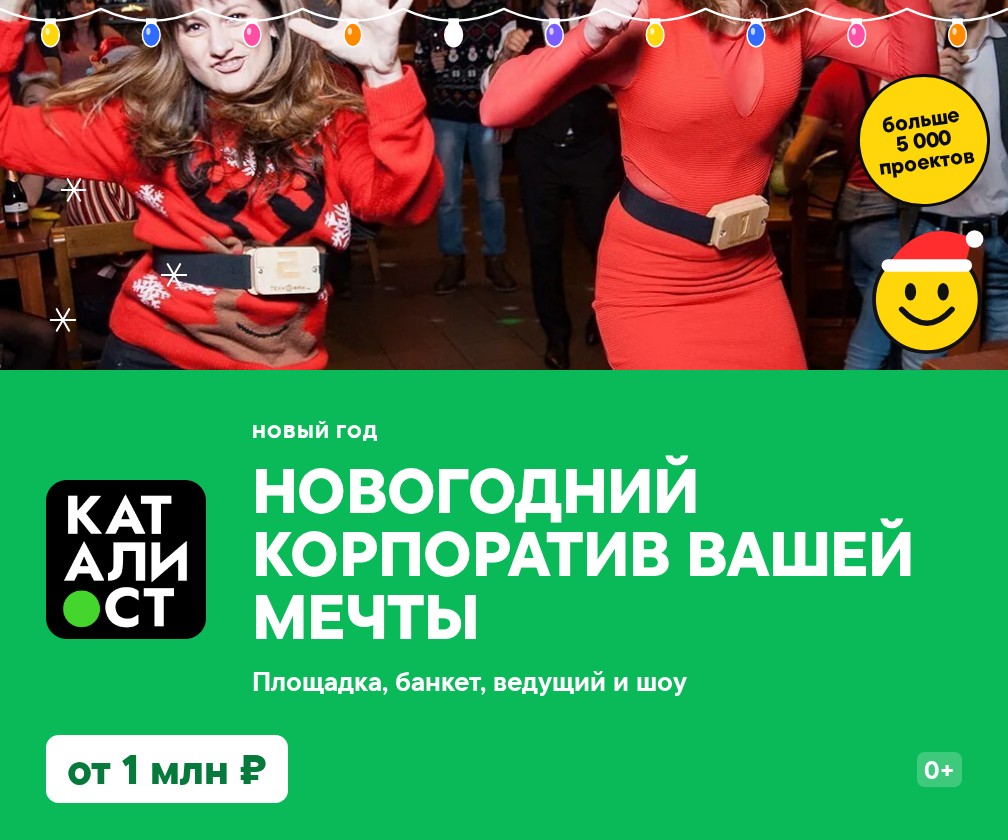 больше
5 000
проектов
НОВЫЙ ГОД
НОВОГОДНИЙ
КОРПОРАТИВ ВАШЕЙ
МЕЧТЫ
КАТ
АЛИ
СТ
Площадка, банкет, ведущий и шоу
от 1 млн ₽
0+